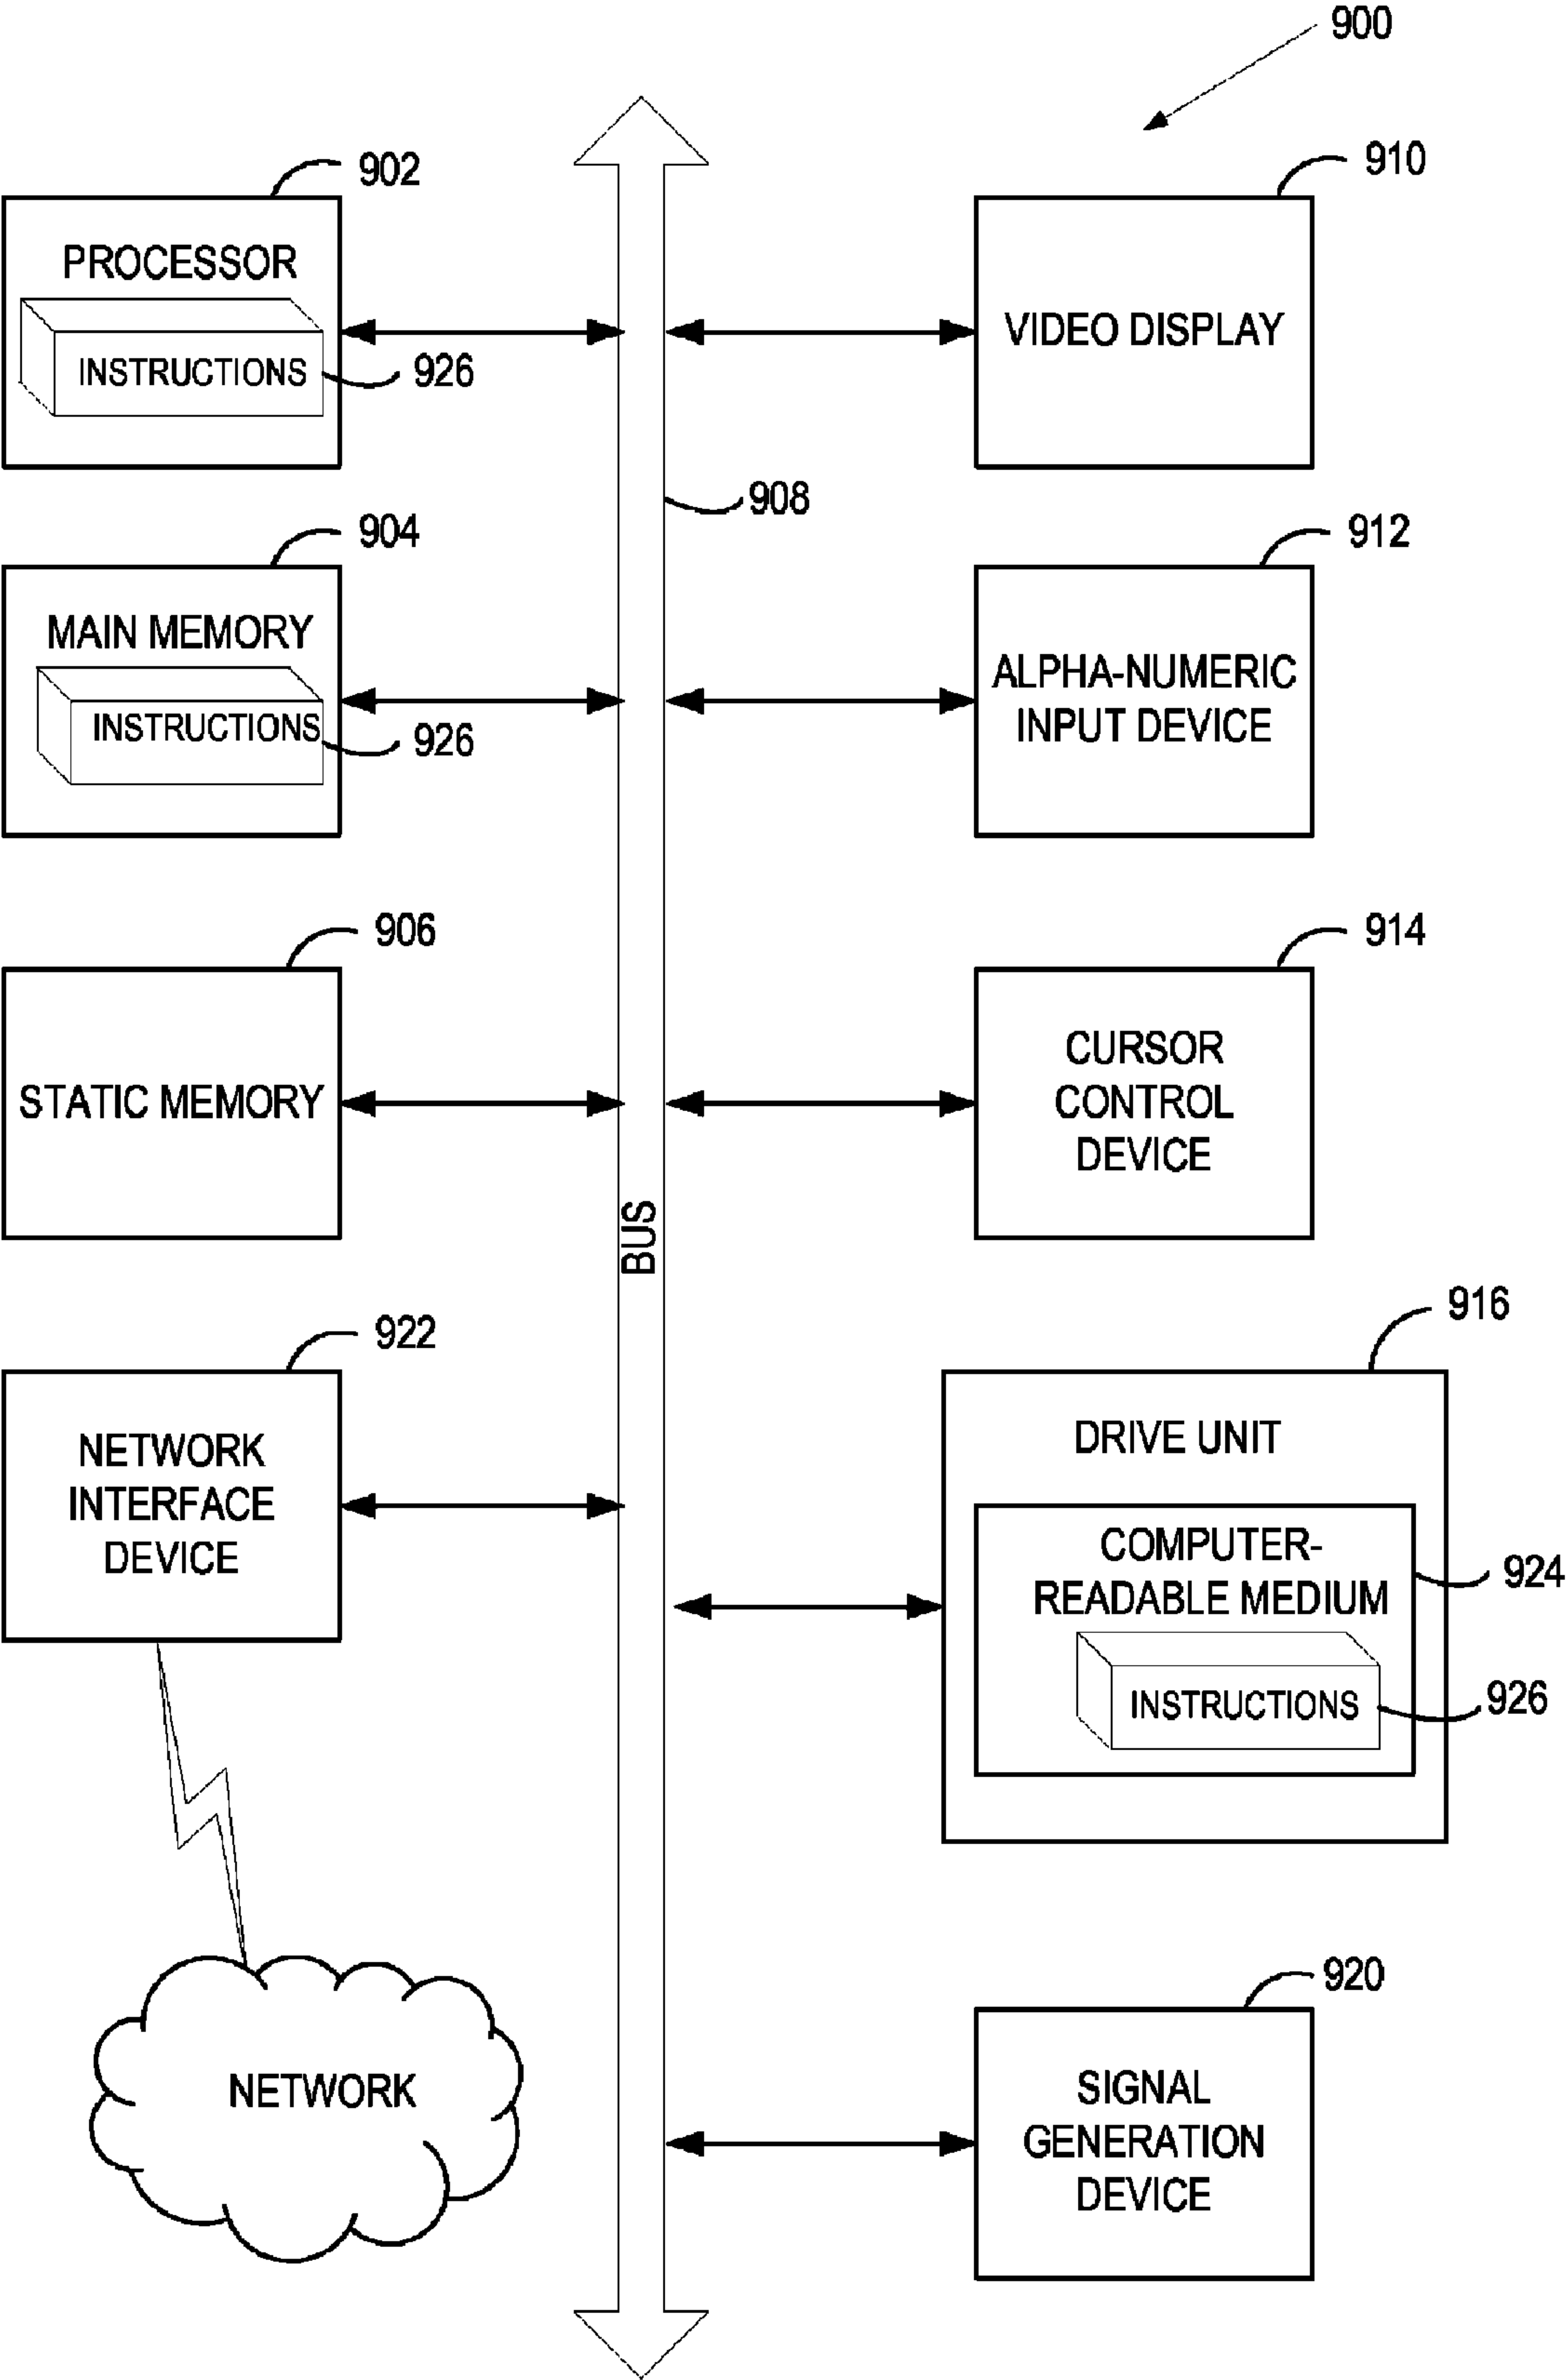 900
902
PROCESSOR
INSTRUCTIONS
926
910
VIDEO DISPLAY
908
904
MAIN MEMORY
INSTRUCTIONS
926
912
ALPHA-NUMERIC
INPUT DEVICE
906
STATIC MEMORY
914
CURSOR
CONTROL
DEVICE
BUS
922
NETWORK
INTERFACE
DEVICE
916
DRIVE UNIT
COMPUTER-
READABLE MEDIUM
924
INSTRUCTIONS
926
NETWORK
920
SIGNAL
GENERATION
DEVICE